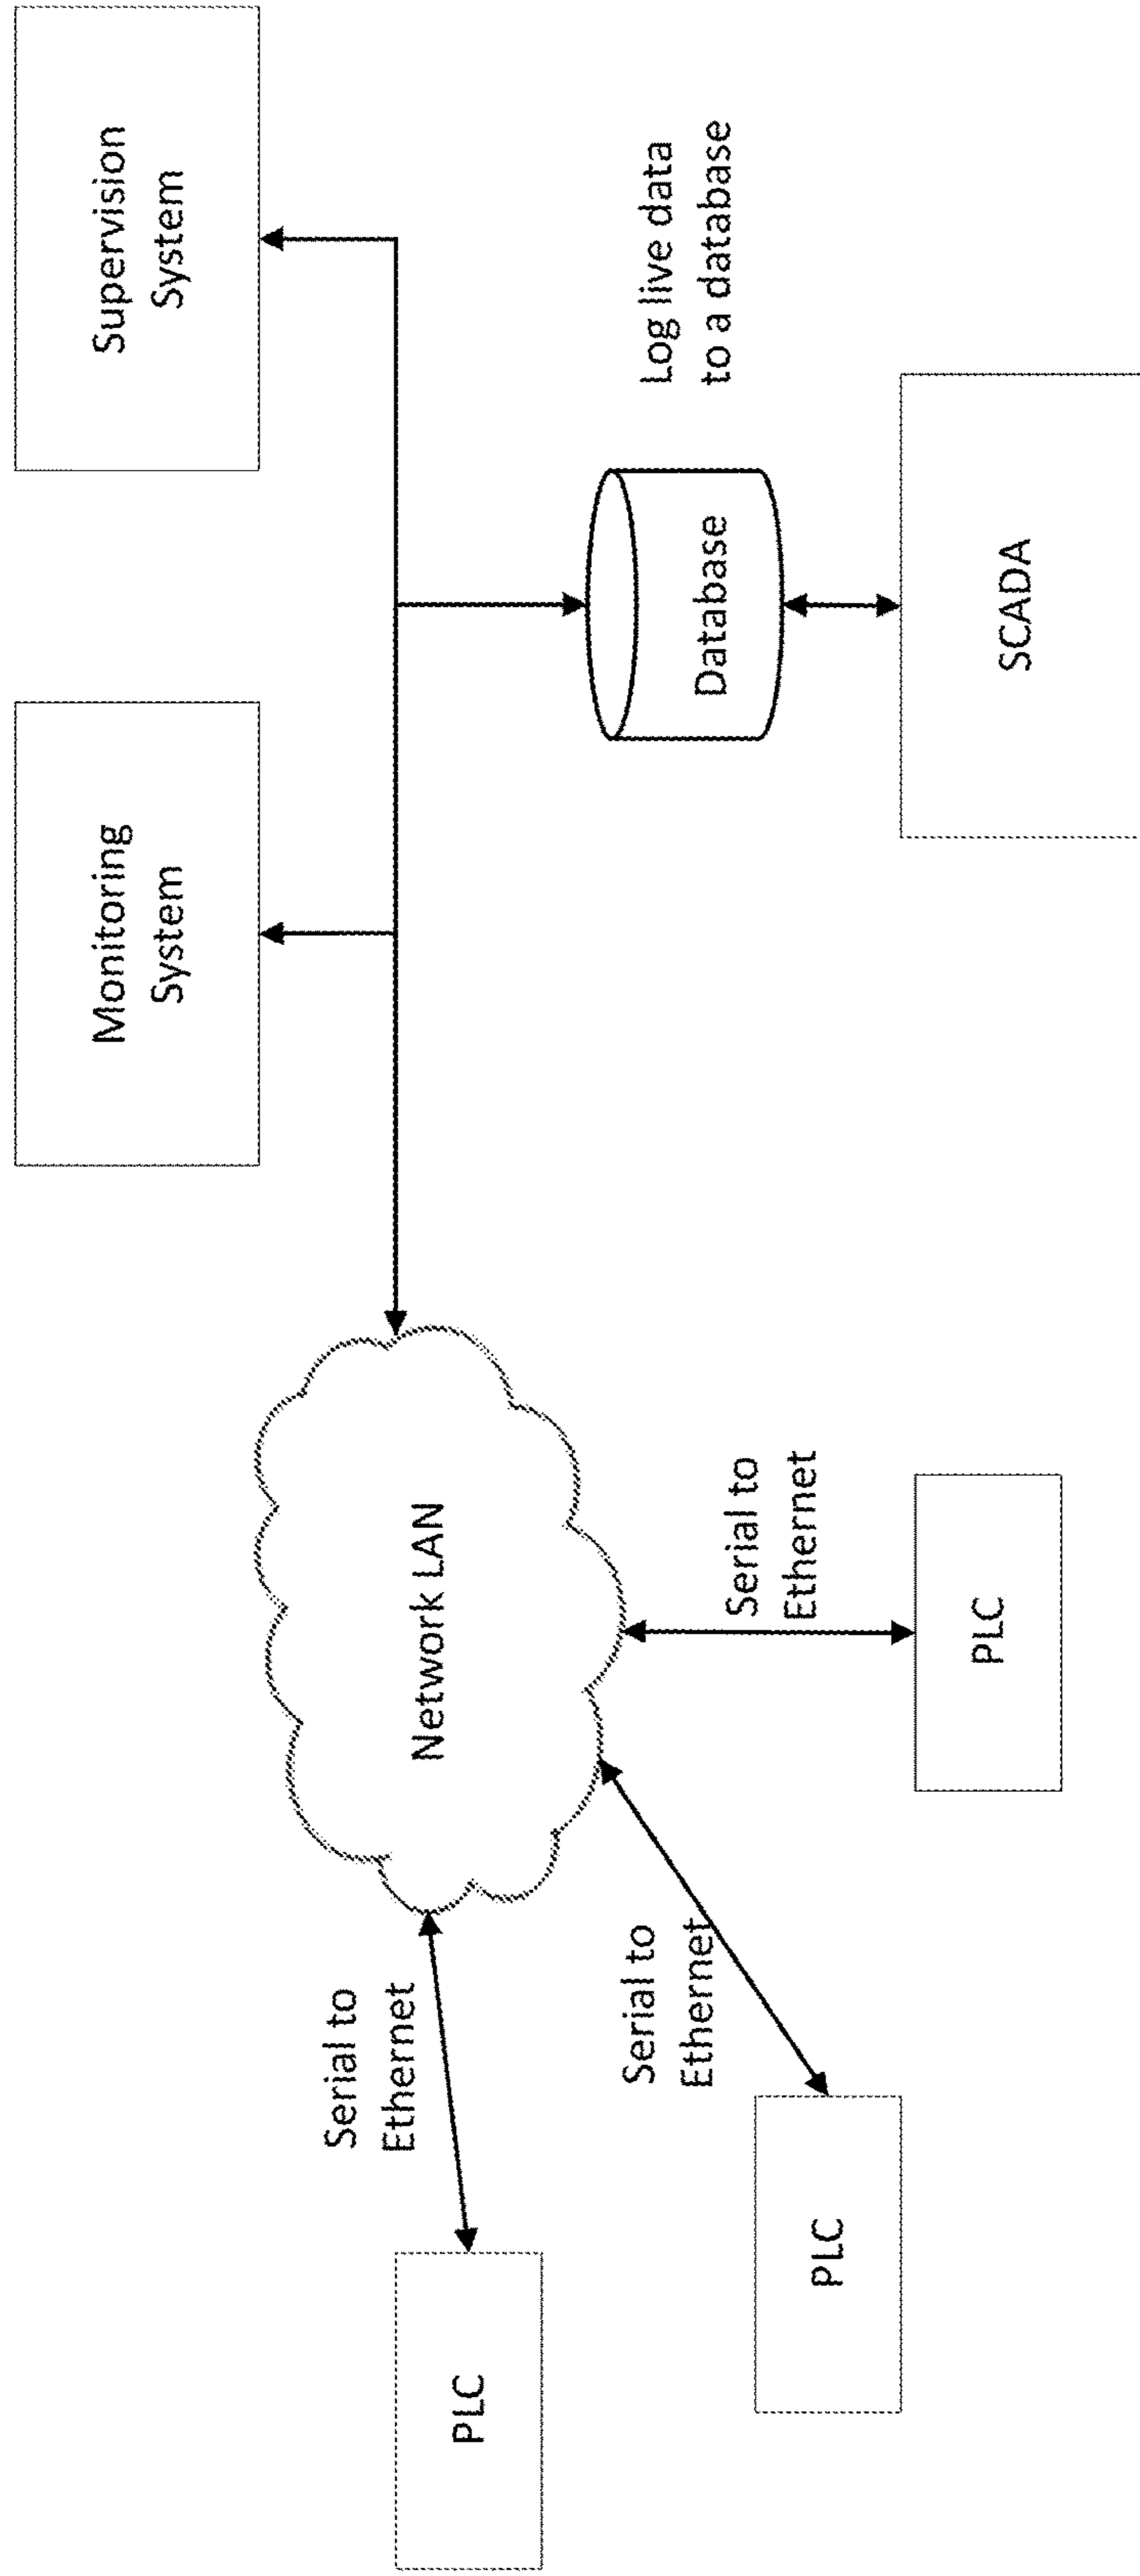 Monitoring
System
Supervision
System
Network LAN
Serial to
Ethernet
PLC
Serial to
Ethernet
PLC
Serial to
Ethernet
PLC
Log live data
to a database
Database
SCADA